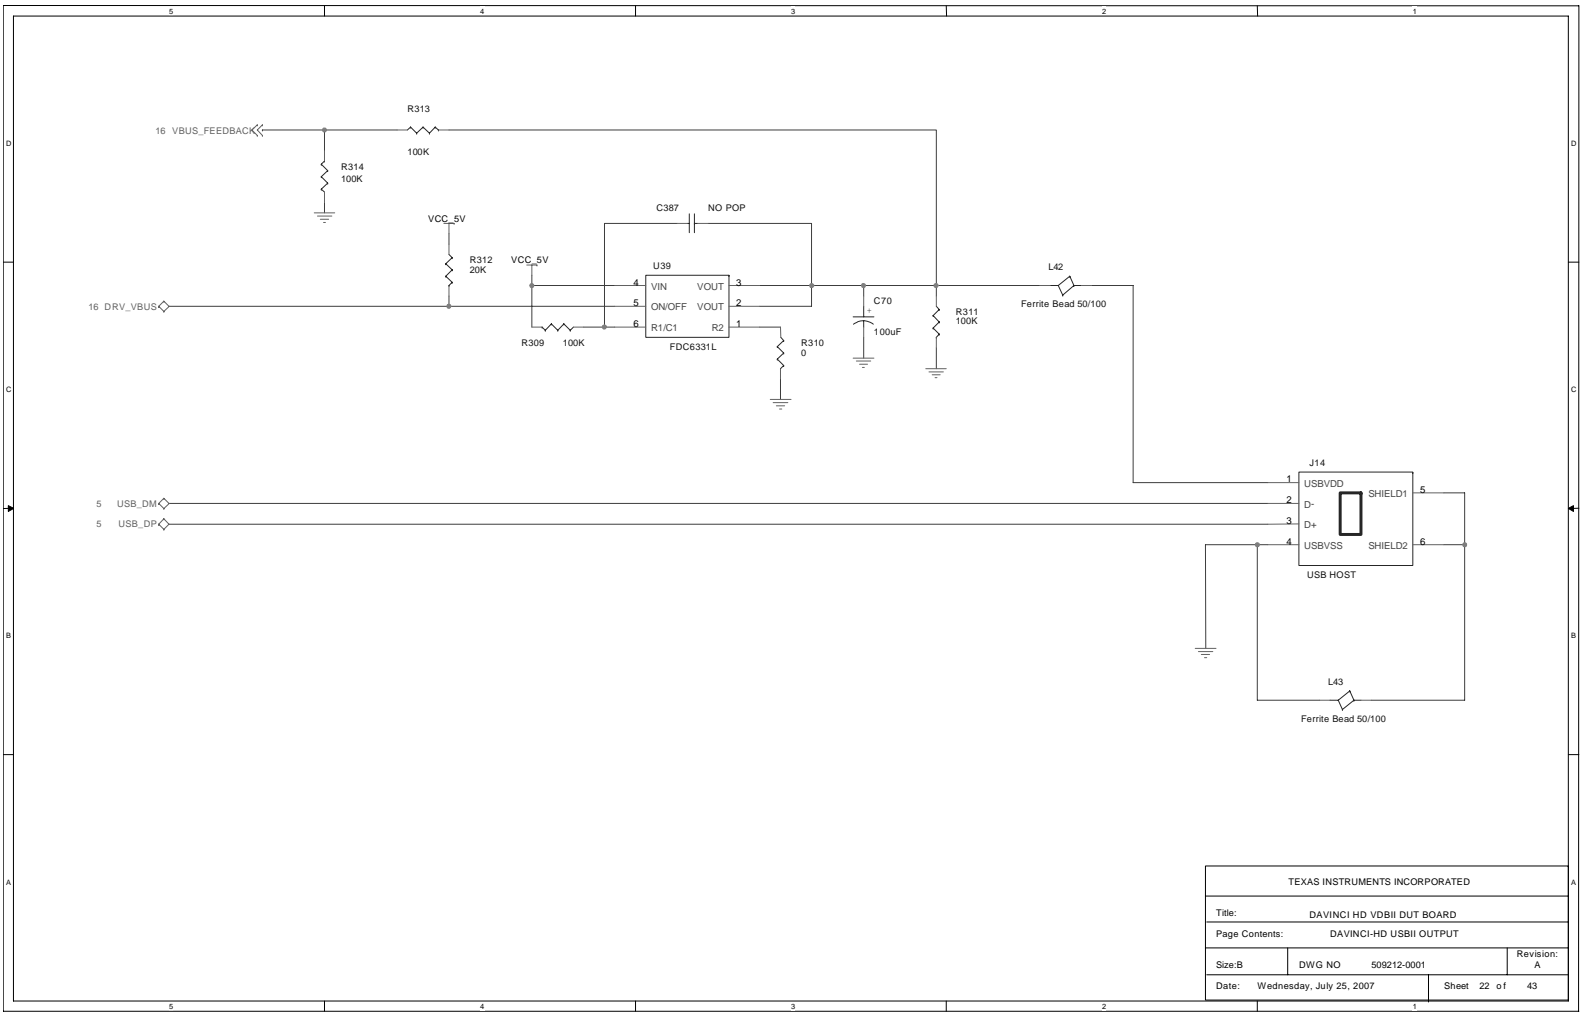 5 4 3 2 1
R313
16 VBUS_FEEDBACK
100K
D D
R314
100K
C387 NO POP
VCC_5V
R312
20K
VCC_5V
U39
L42
4 VIN VOUT 3
16 DRV_VBUS
5 ON/OFF VOUT 2
6 R1/C1 R2 1
C70
+
100uF
R311
100K
Ferrite Bead 50/100
R309 100K
FDC6331L
R310
0
C C
J14
1 USBVDD
SHIELD1 5
5 USB_DM
2 D-
5 USB_DP
3 D+
4 USBVSS SHIELD2 6
USB HOST
B B
L43
Ferrite Bead 50/100
A A
TEXAS INSTRUMENTS INCORPORATED
Title: DAVINCI HD VDBII DUT BOARD
Page Contents: DAVINCI-HD USBII OUTPUT
Size:B DWG NO 509212-0001 Revision:
A
Date: Wednesday, July 25, 2007 Sheet 22 of 43
5 4 3 2 1